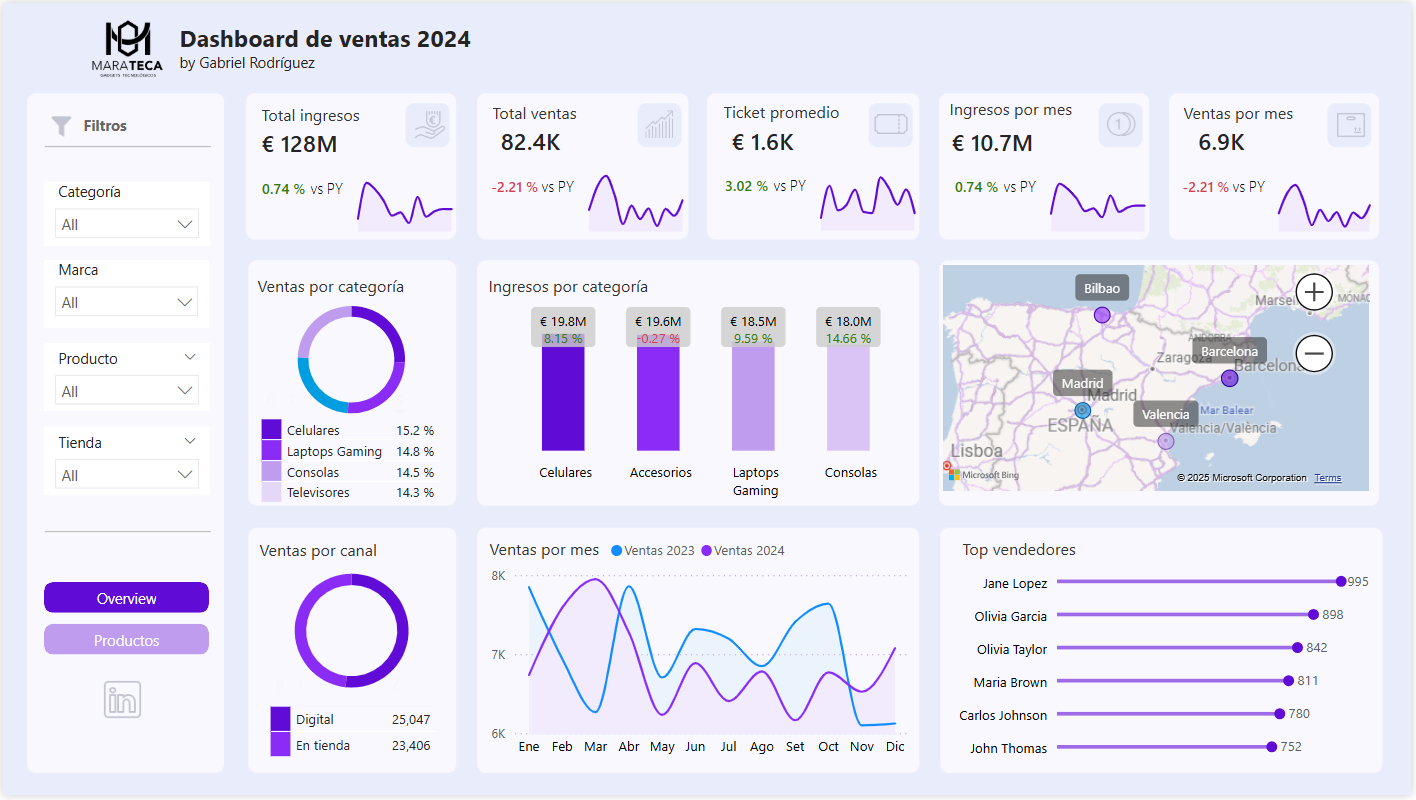 MARATECA
GADGETS TECNOLÓGICOS
Dashboard de ventas 2024
by Gabriel Rodríguez
Filtros
Categoría
All
Marca
All
Producto
All
Tienda
All
Overview
Productos
in
Total ingresos
€ 128M
0.74 % vs PY
Total ventas
82.4K
-2.21 % vs PY
Ticket promedio
€ 1.6K
3.02 % vs PY
Ingresos por mes
€ 10.7M
0.74 % vs PY
1
Ventas por mes
6.9K
-2.21 % vs PY
Ventas por categoría
Celulares 15.2 %
Laptops Gaming 14.8 %
Consolas 14.5 %
Televisores 14.3 %
Ingresos por categoría
€ 19.8M € 19.6M € 18.5M € 18.0M
8.15 % -0.27 % 9.59 % 14.66 %
Celulares Accesorios Laptops Gaming Consolas
Bilbao
Marsei
MONAC
ANDORRA
Barcelona
Zaragoza
Barcelona
Madrid
Madrid
Valencia
Mar Balear
ESPAÑA
Valencia/València
Lisboa
Microsoft Bing
© 2025 Microsoft Corporation Terms
Ventas por canal
Digital 25,047
En tienda 23,406
Ventas por mes Ventas 2023 Ventas 2024
8K
7K
6K
Ene Feb Mar Abr May Jun Jul Ago Set Oct Nov Dic
Top vendedores
Jane Lopez 995
Olivia Garcia 898
Olivia Taylor 842
Maria Brown 811
Carlos Johnson 780
John Thomas 752